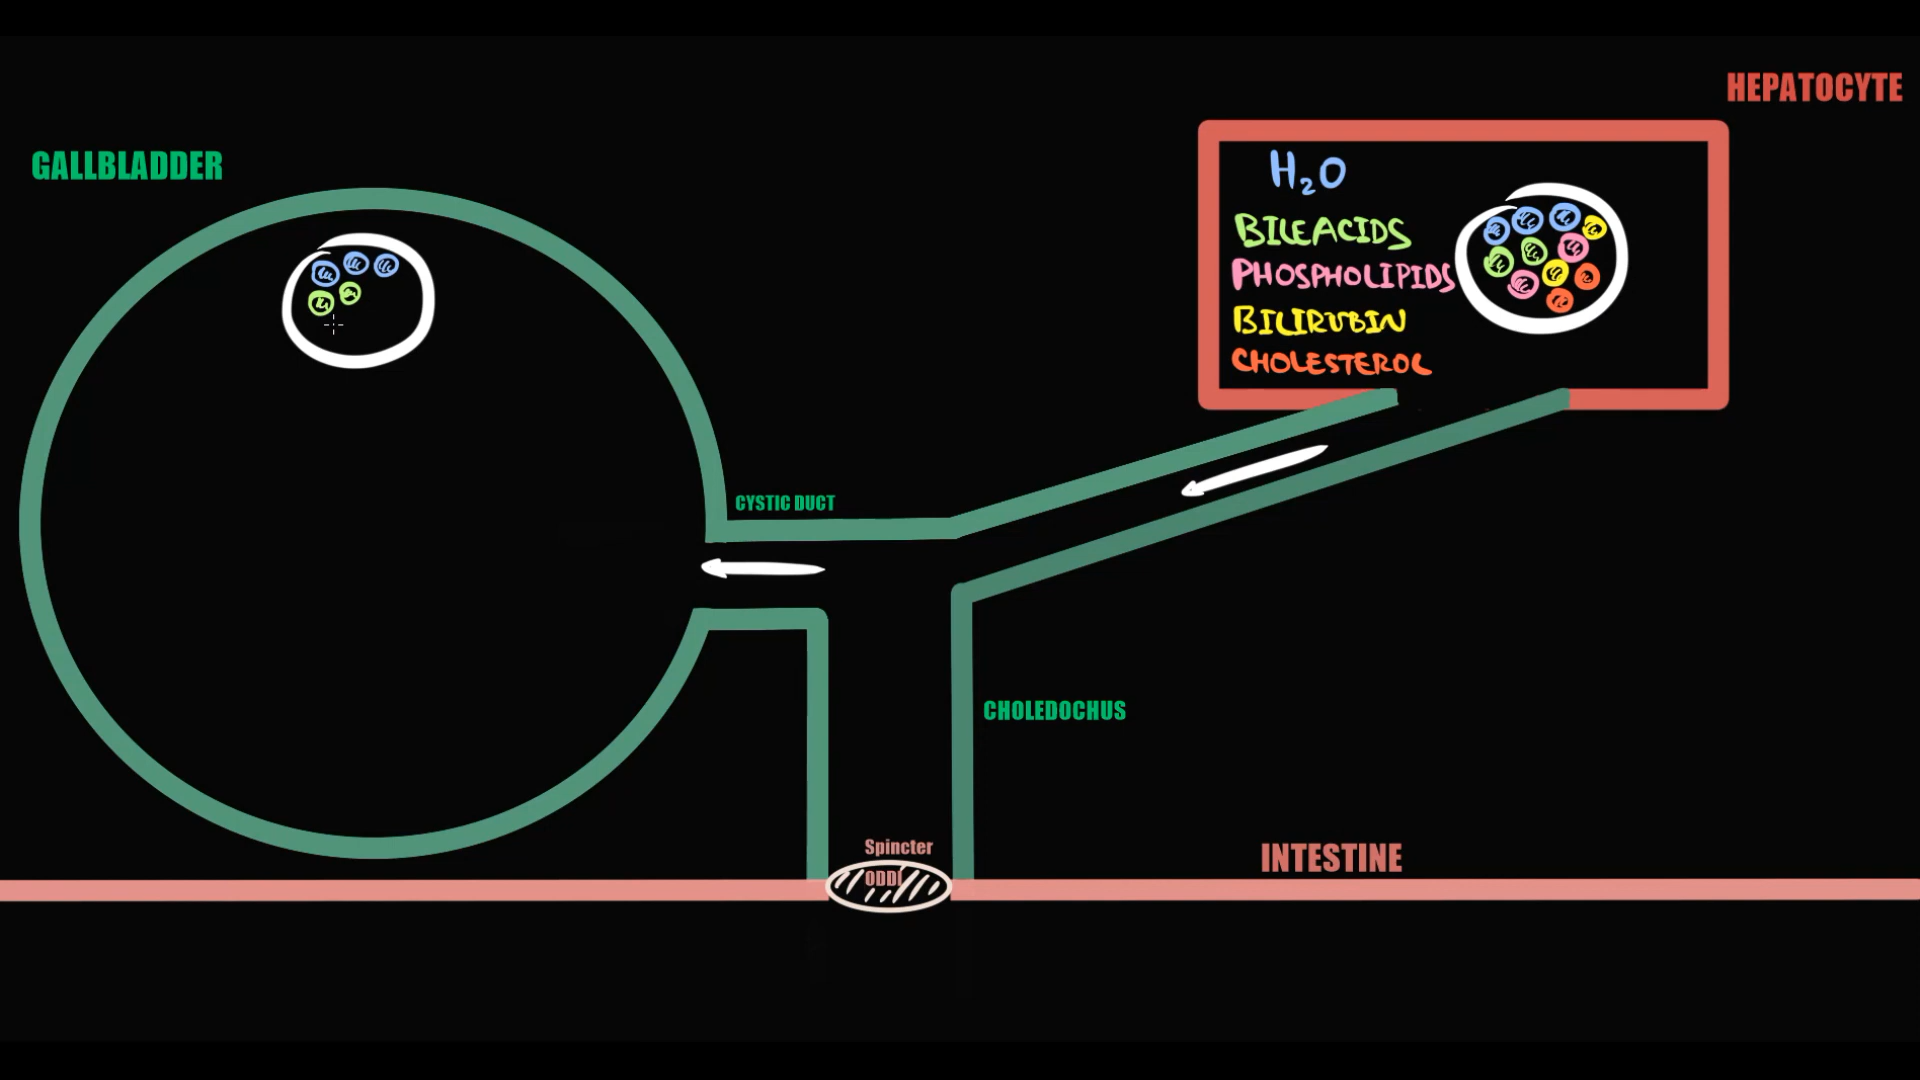 HEPATOCYTE
GALLBLADDER
H₂O
BILEACIDS
PHOSPHOLIPIDS
BILIRUBIN
CHOLESTEROL
CYSTIC DUCT
CHOLEDOCHUS
Spincter
ODDI
INTESTINE